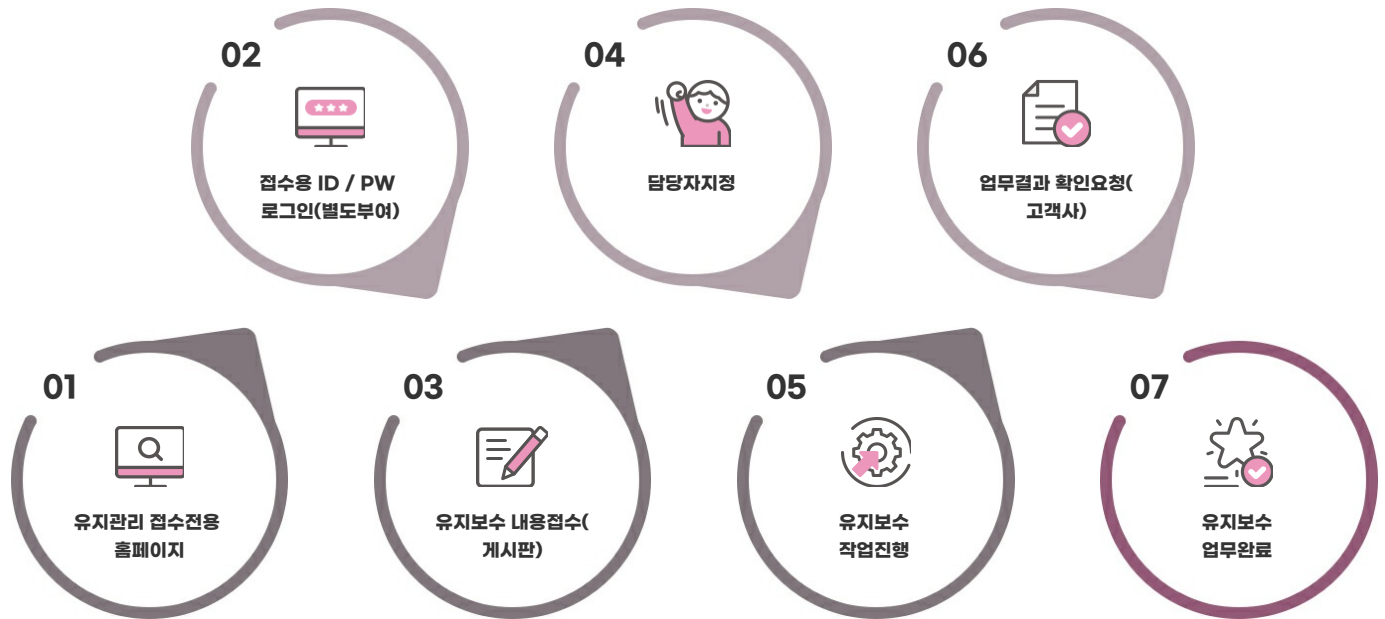 01
유지관리 접수전용
홈페이지
02
접수용 ID / PW
로그인(별도부여)
03
유지보수 내용접수(
게시판)
04
담당자지정
05
유지보수
작업진행
06
업무결과 확인요청(
고객사)
07
유지보수
업무완료